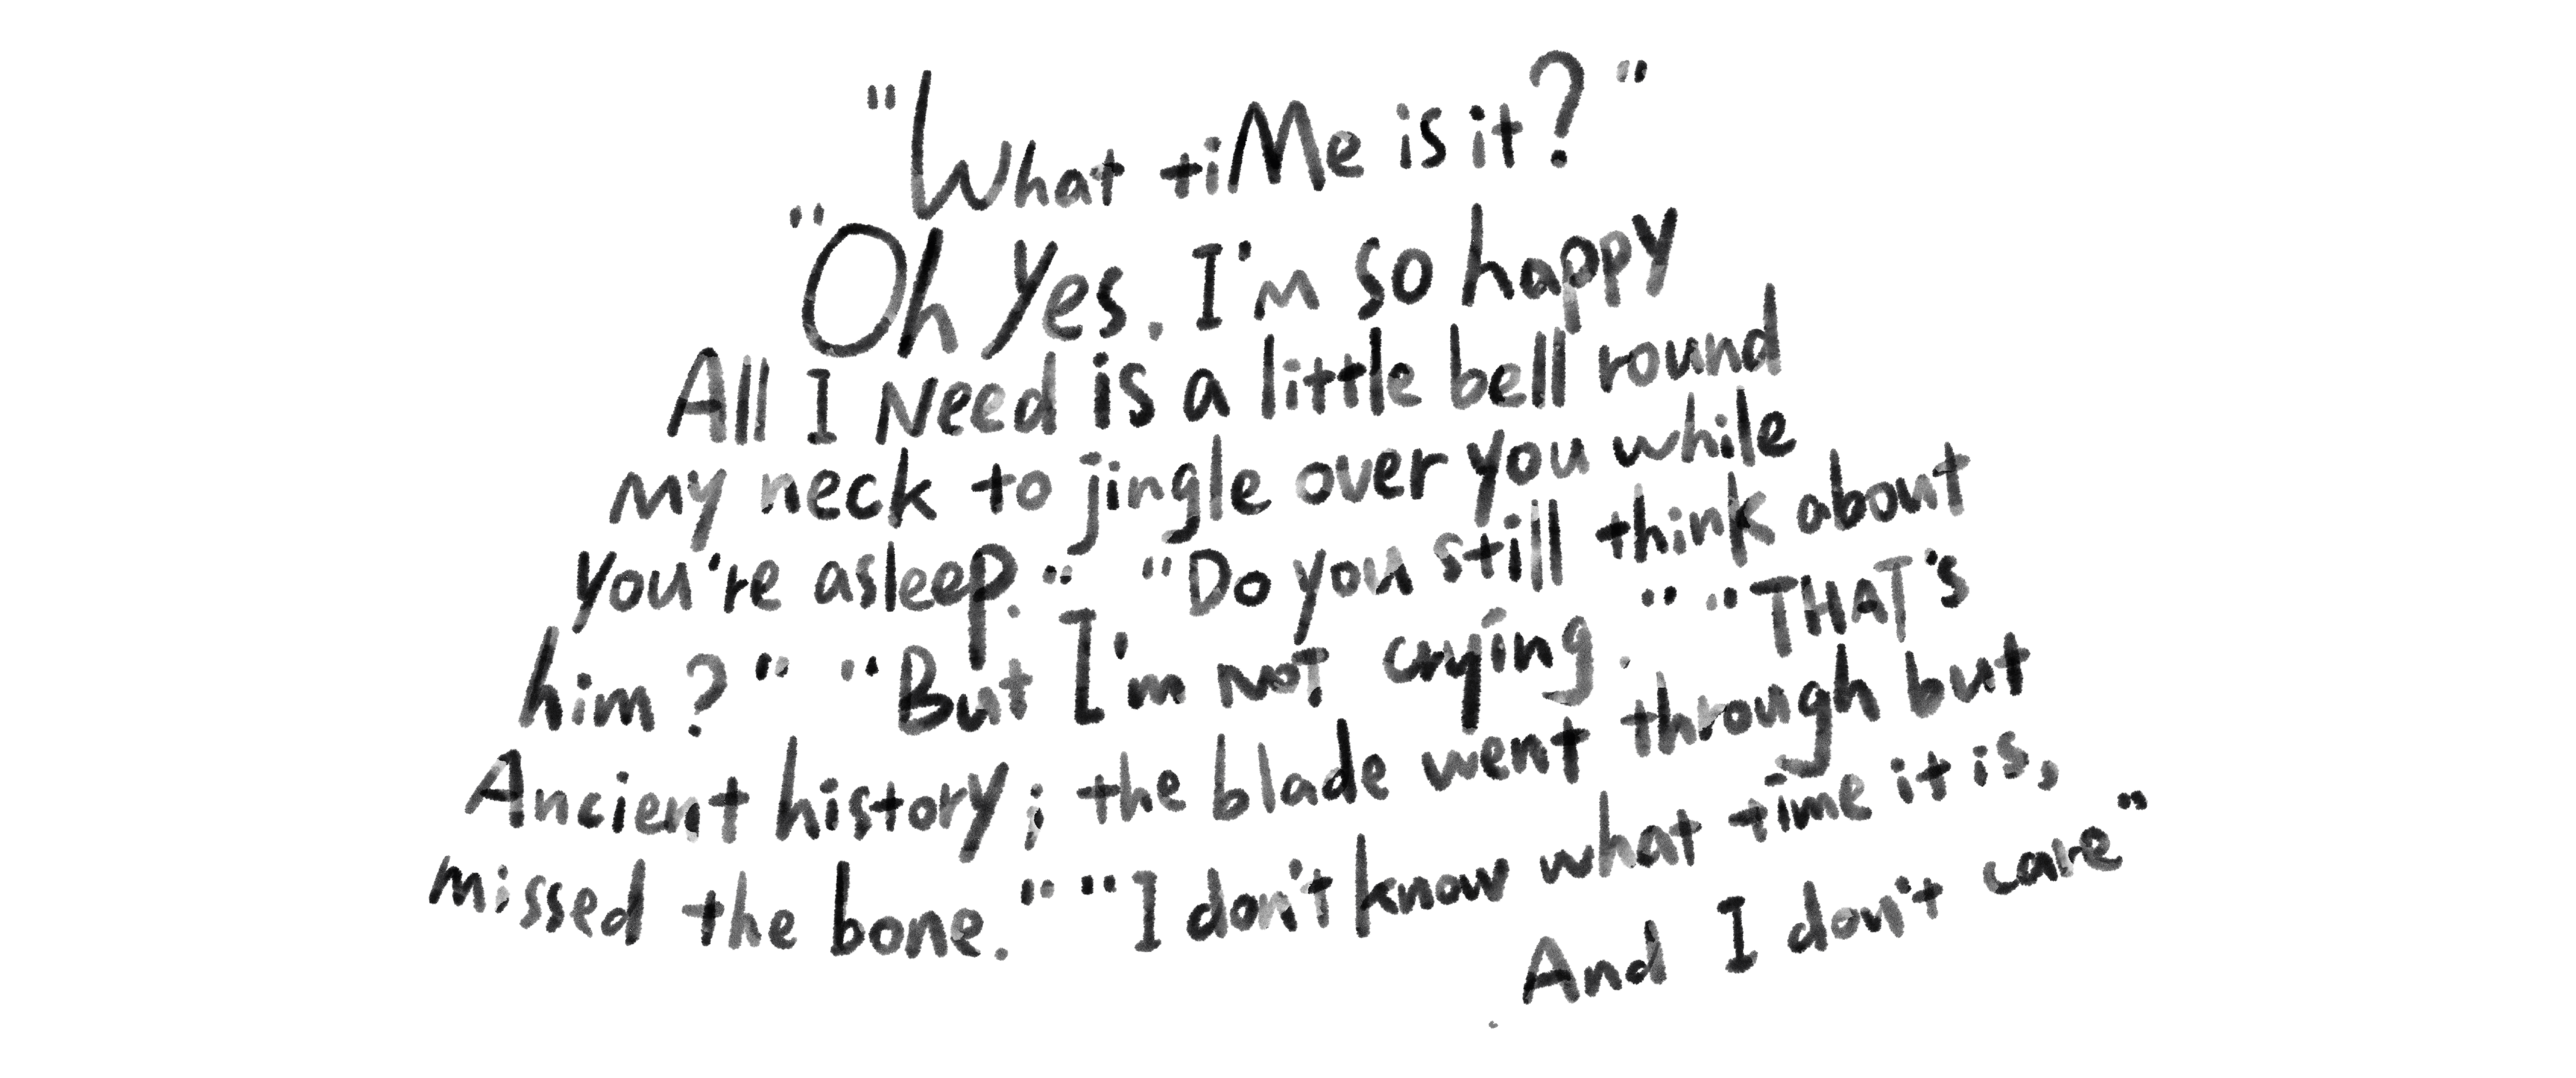 "What tiMe is it?"
"Oh Yes. I'm so happy
All I Need is a little bell round
my neck to jingle over you while
you're asleep." "Do you still think about
him?" "But I'm noT crying." "THAT's
Ancient history; the blade went through but
missed the bone." "I don't know what time it is,
And I don't care"